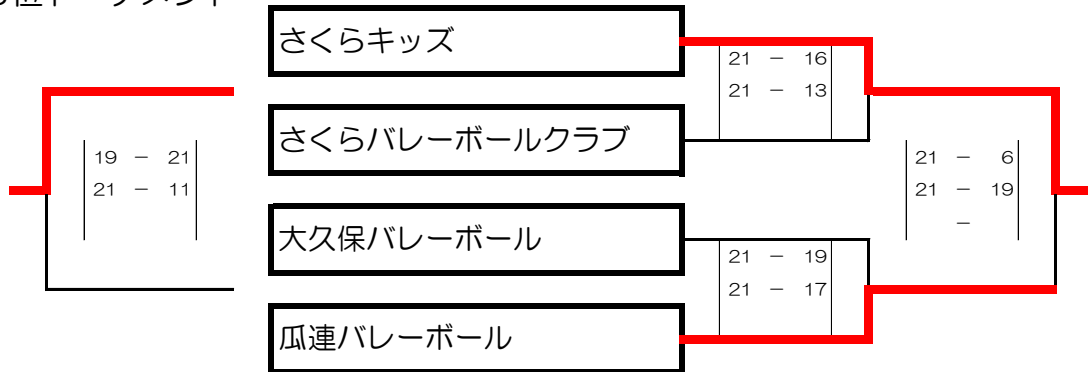 さくらキッズ
21 － 16
21 － 13
さくらバレーボールクラブ
19 － 21
21 － 11
21 － 6
21 － 19
－
大久保バレーボール
21 － 19
21 － 17
瓜連バレーボール